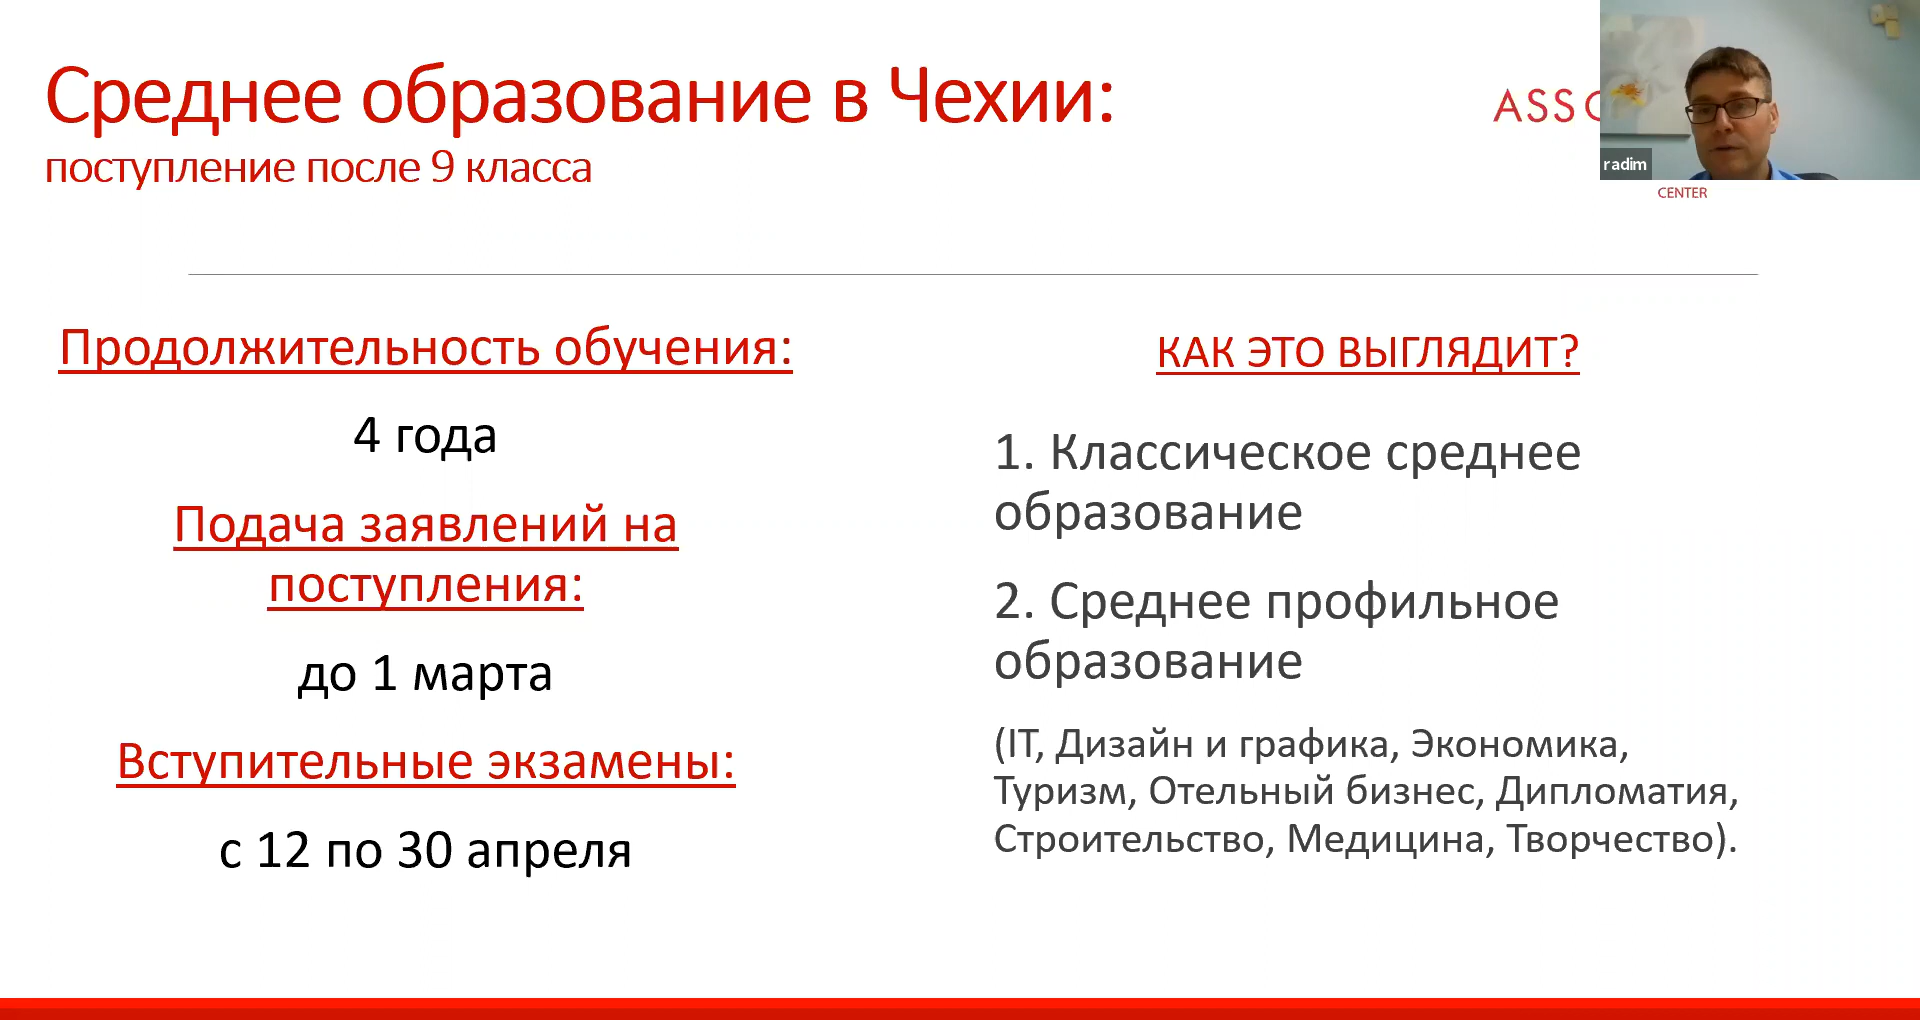 Среднее образование в Чехии:
поступление после 9 класса
radim
CENTER
Продолжительность обучения:
4 года
Подача заявлений на
поступления:
до 1 марта
Вступительные экзамены:
с 12 по 30 апреля
КАК ЭТО ВЫГЛЯДИТ?
1. Классическое среднее
образование
2. Среднее профильное
образование
(IT, Дизайн и графика, Экономика,
Туризм, Отельный бизнес, Дипломатия,
Строительство, Медицина, Творчество).